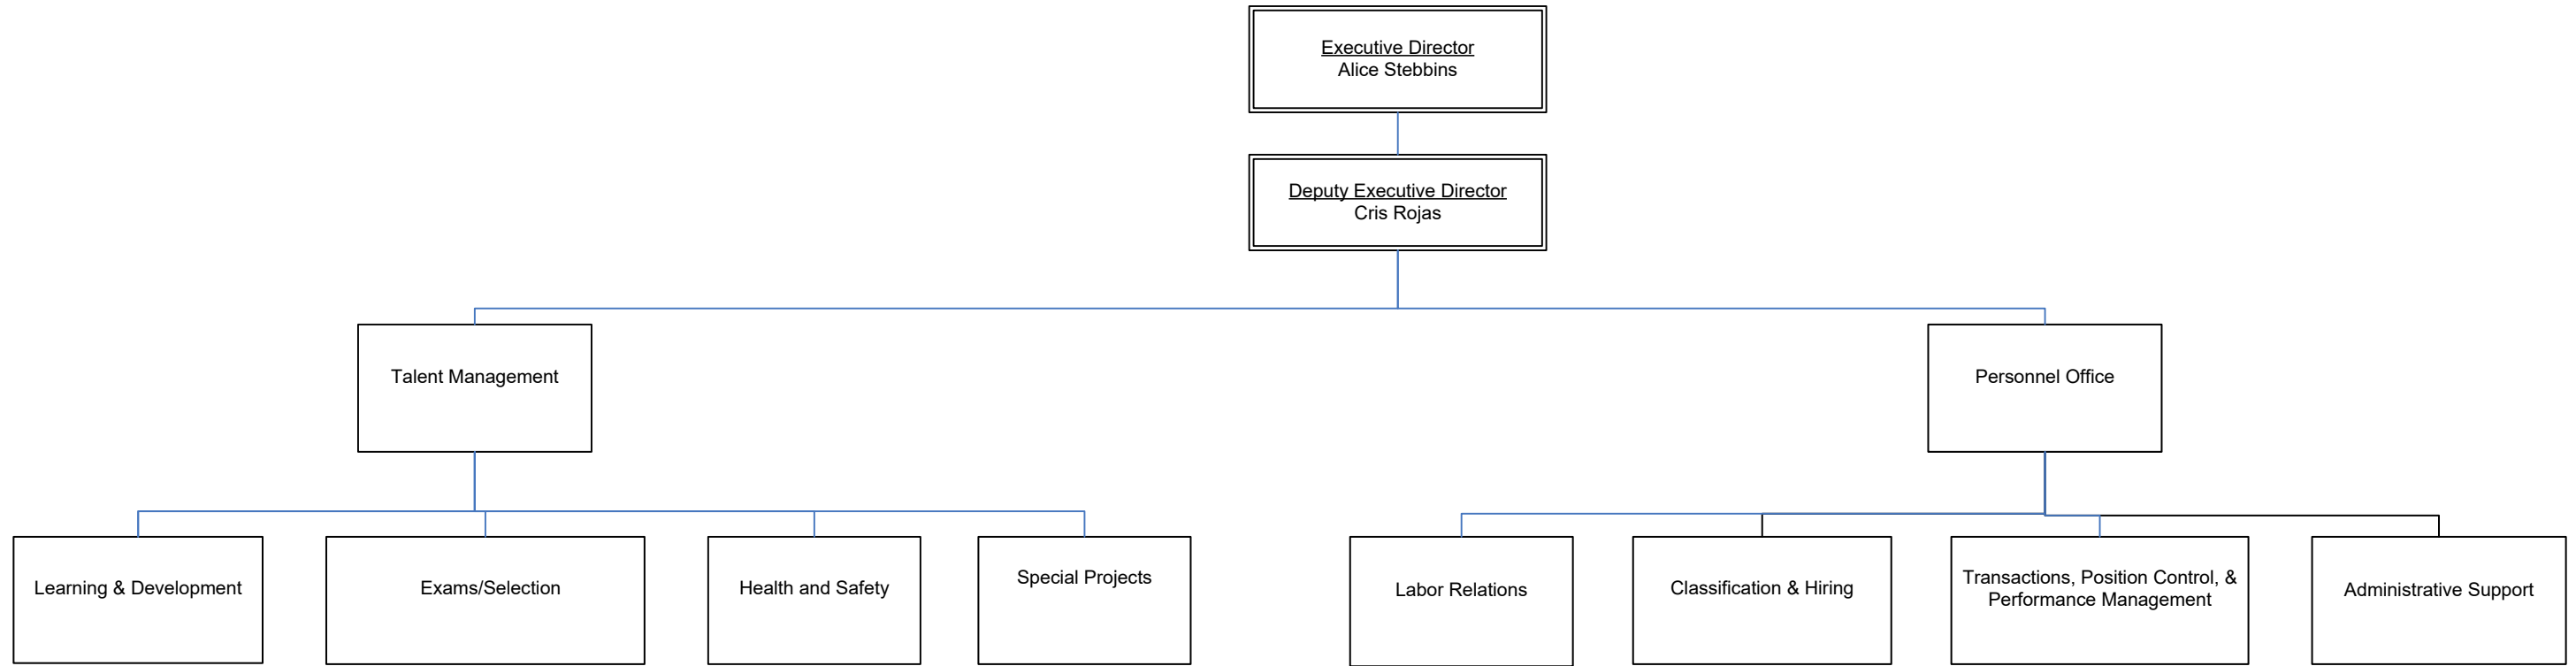 Executive Director
Alice Stebbins
Deputy Executive Director
Cris Rojas
Talent Management
Personnel Office
Learning & Development
Exams/Selection
Health and Safety
Special Projects
Labor Relations
Classification & Hiring
Transactions, Position Control, &
Performance Management
Administrative Support